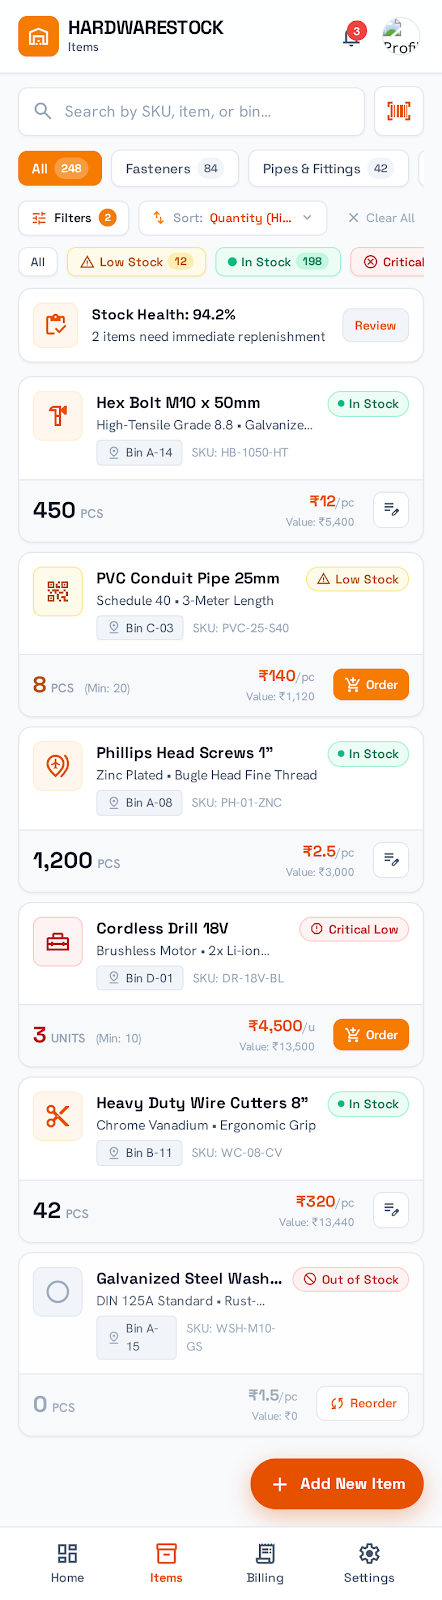 HARDWARESTOCK
Items
3
Profi
Search by SKU, item, or bin...
All 248
Fasteners 84
Pipes & Fittings 42
Filters 2
Sort: Quantity (Hi...
Clear All
All
Low Stock 12
In Stock 198
Critical
Stock Health: 94.2%
2 items need immediate replenishment
Review
Hex Bolt M10 x 50mm
In Stock
High-Tensile Grade 8.8 • Galvanize...
Bin A-14
SKU: HB-1050-HT
450 PCS
₹12/pc
Value: ₹5,400
PVC Conduit Pipe 25mm
Low Stock
Schedule 40 • 3-Meter Length
Bin C-03
SKU: PVC-25-S40
8 PCS (Min: 20)
₹140/pc
Value: ₹1,120
Order
Phillips Head Screws 1"
In Stock
Zinc Plated • Bugle Head Fine Thread
Bin A-08
SKU: PH-01-ZNC
1,200 PCS
₹2.5/pc
Value: ₹3,000
Cordless Drill 18V
Critical Low
Brushless Motor • 2x Li-ion...
Bin D-01
SKU: DR-18V-BL
3 UNITS (Min: 10)
₹4,500/u
Value: ₹13,500
Order
Heavy Duty Wire Cutters 8"
In Stock
Chrome Vanadium • Ergonomic Grip
Bin B-11
SKU: WC-08-CV
42 PCS
₹320/pc
Value: ₹13,440
Galvanized Steel Wash...
Out of Stock
DIN 125A Standard • Rust-...
Bin A-
15
SKU: WSH-M10-
GS
0 PCS
₹1.5/pc
Value: ₹0
Reorder
Add New Item
Home
Items
Billing
Settings